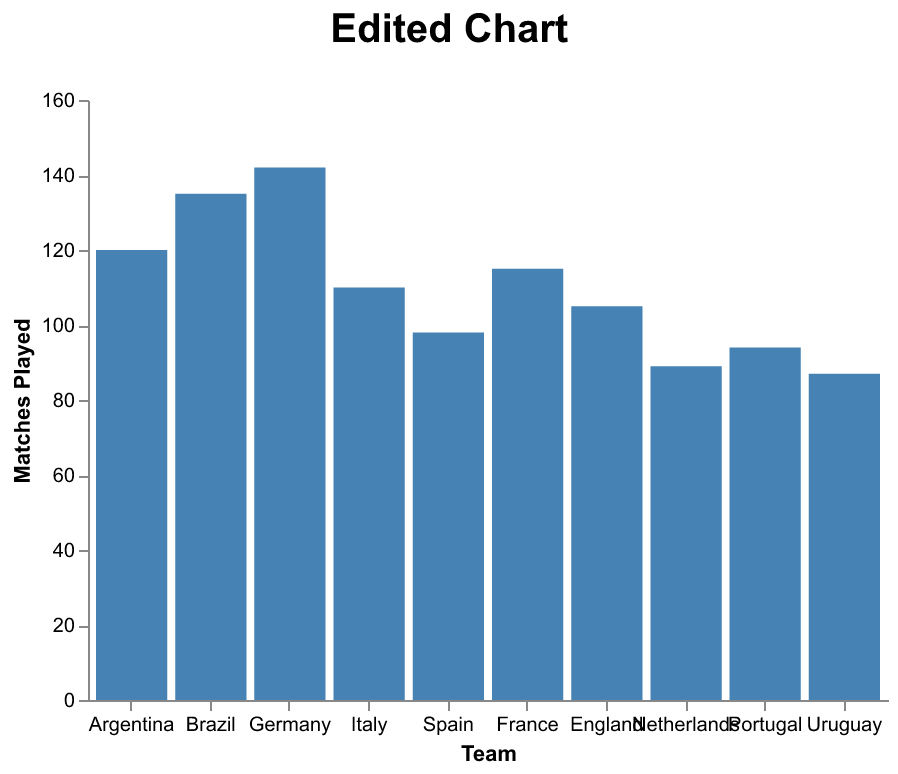 Edited Chart
160
140
120
100
80
60
40
20
0
Matches Played
Argentina Brazil Germany Italy Spain France England Netherlands Portugal Uruguay
Team